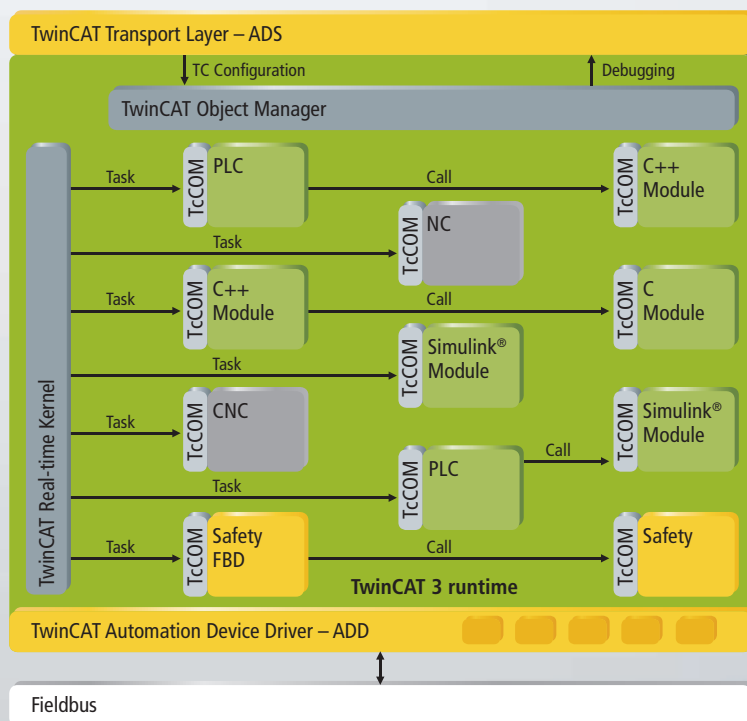 TwinCAT Transport Layer – ADS
TC Configuration
Debugging
TwinCAT Object Manager
TwinCAT Real-time Kernel
Task
TcCOM
PLC
Call
TcCOM
C++
Module
Task
TcCOM
NC
Task
TcCOM
C++
Module
Call
TcCOM
C
Module
Task
TcCOM
Simulink®
Module
Task
TcCOM
CNC
TcCOM
Simulink®
Module
Task
TcCOM
PLC
Call
Task
TcCOM
Safety
FBD
Call
TcCOM
Safety
TwinCAT 3 runtime
TwinCAT Automation Device Driver – ADD
Fieldbus